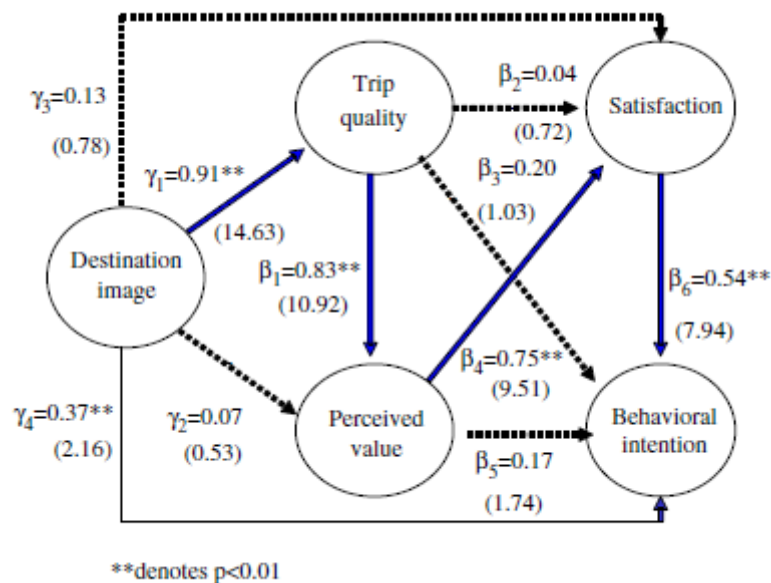 γ3=0.13
(0.78)
Trip
quality
β2=0.04
(0.72)
Satisfaction
γ1=0.91**
(14.63)
β3=0.20
(1.03)
Destination
image
β1=0.83**
(10.92)
β6=0.54**
(7.94)
γ4=0.37**
(2.16)
γ2=0.07
(0.53)
Perceived
value
β4=0.75**
(9.51)
β5=0.17
(1.74)
Behavioral
intention
**denotes p<0.01